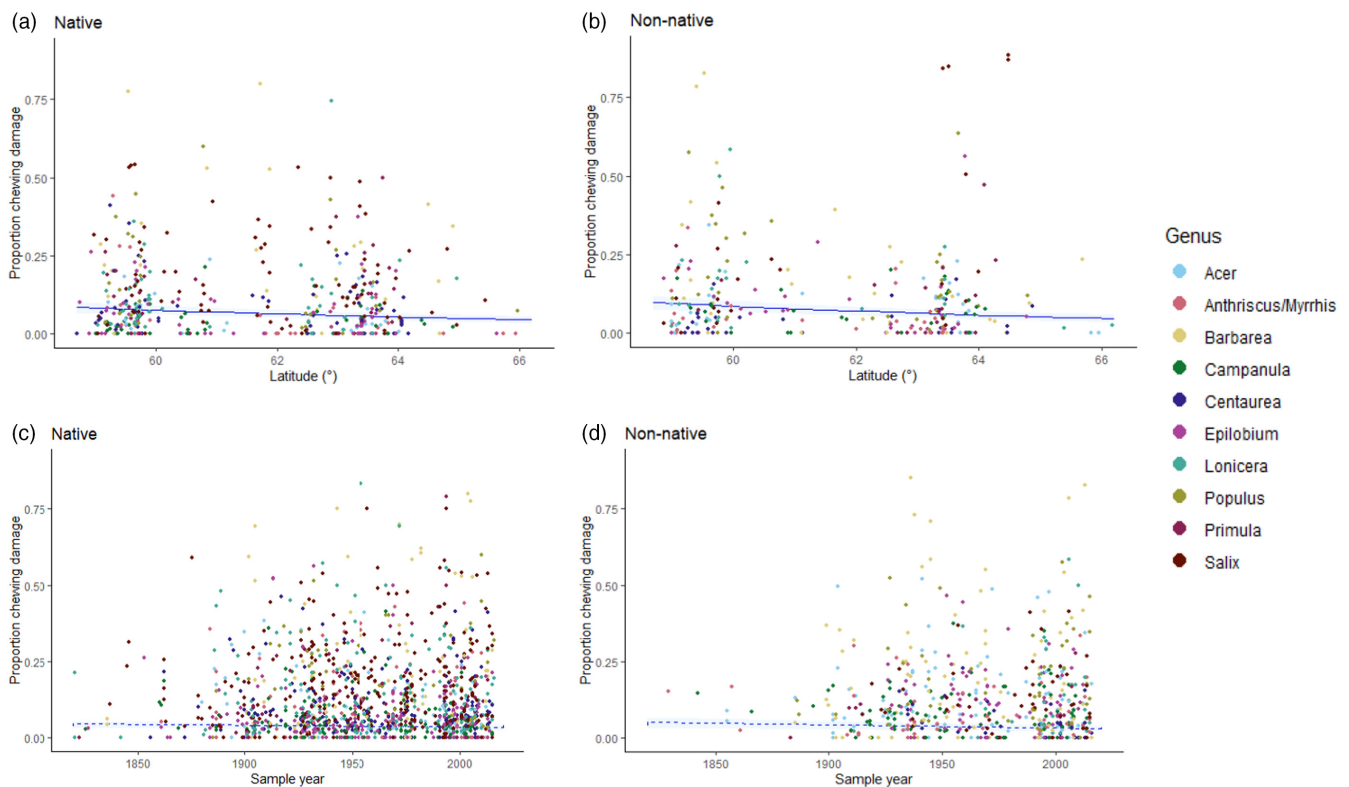 (a) Native
Proportion chewing damage
0.75
0.50
0.25
0.00
60 62 64 66
Latitude (°)
(b) Non-native
Proportion chewing damage
0.75
0.50
0.25
0.00
60 62 64 66
Latitude (°)
(c) Native
Proportion chewing damage
0.75
0.50
0.25
0.00
1850 1900 1950 2000
Sample year
(d) Non-native
Proportion chewing damage
0.75
0.50
0.25
0.00
1850 1900 1950 2000
Sample year
Genus
Acer
Anthriscus/Myrrhis
Barbarea
Campanula
Centaurea
Epilobium
Lonicera
Populus
Primula
Salix